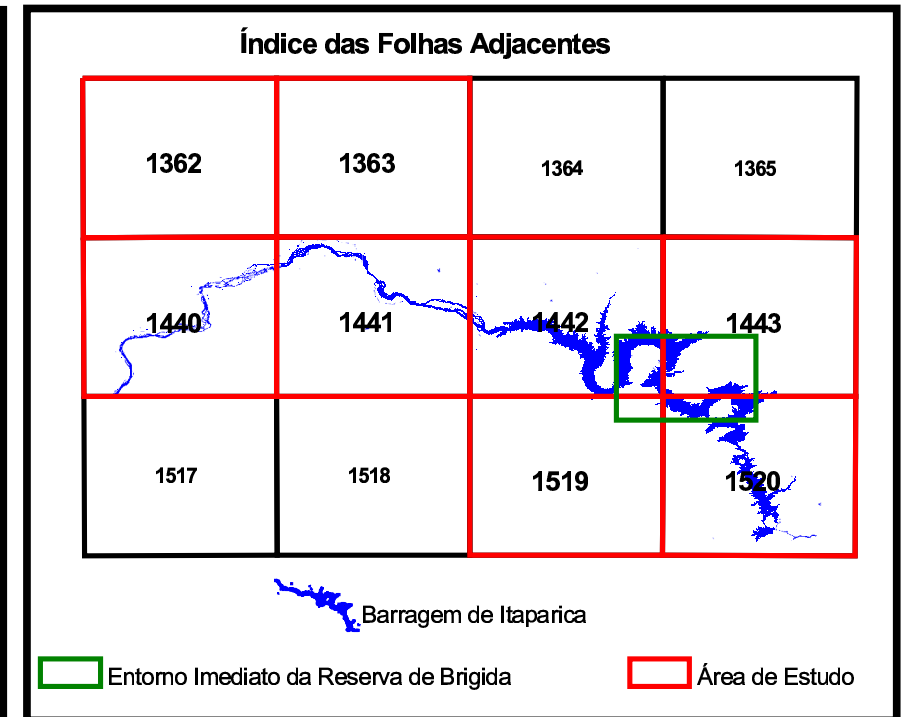 Índice das Folhas Adjacentes
1362 1363 1364 1365
1440 1441 1442 1443
1517 1518 1519 1520
Barragem de Itaparica
Entorno Imediato da Reserva de Brigida Área de Estudo